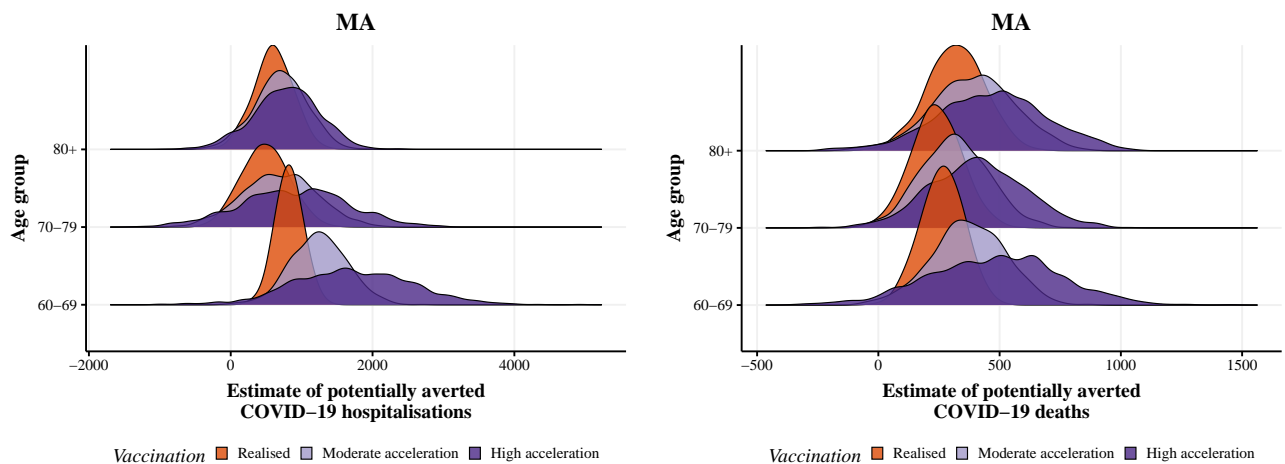 MA
Age group
80+
70−79
60−69
−2000 0 2000 4000
Estimate of potentially averted
COVID−19 hospitalisations
Vaccination Realised Moderate acceleration High acceleration
MA
Age group
80+
70−79
60−69
−500 0 500 1000 1500
Estimate of potentially averted
COVID−19 deaths
Vaccination Realised Moderate acceleration High acceleration